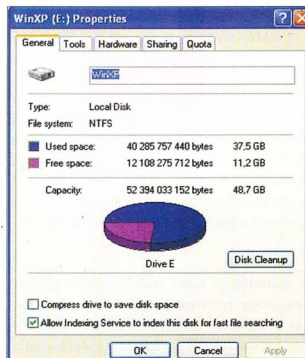 WinXP (E:) Properties
General Tools Hardware Sharing Quota
WinXP
Type: Local Disk
File system: NTFS
Used space: 40 285 757 440 bytes 37,5 GB
Free space: 12 108 275 712 bytes 11,2 GB
Capacity: 52 394 033 152 bytes 48,7 GB
Drive E
Disk Cleanup
Compress drive to save disk space
Allow Indexing Service to index this disk for fast file searching
OK Cancel Apply